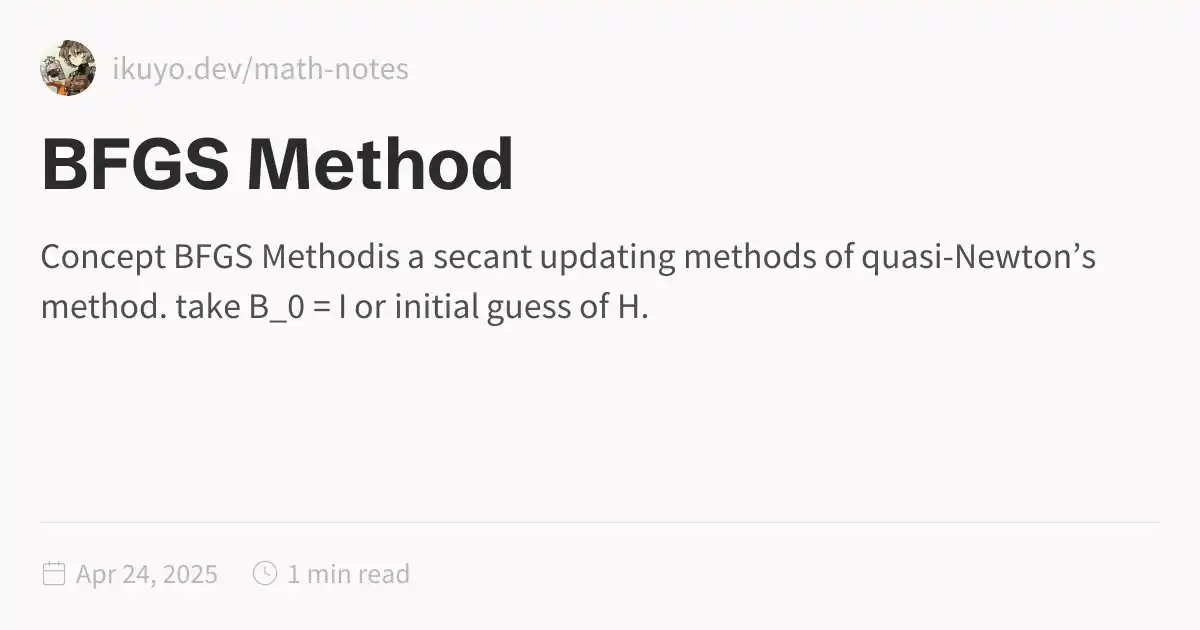 ikuyo.dev/math-notes
BFGS Method
Concept BFGS Methodis a secant updating methods of quasi-Newton’s
method. take B_0 = I or initial guess of H.
Apr 24, 2025
1 min read